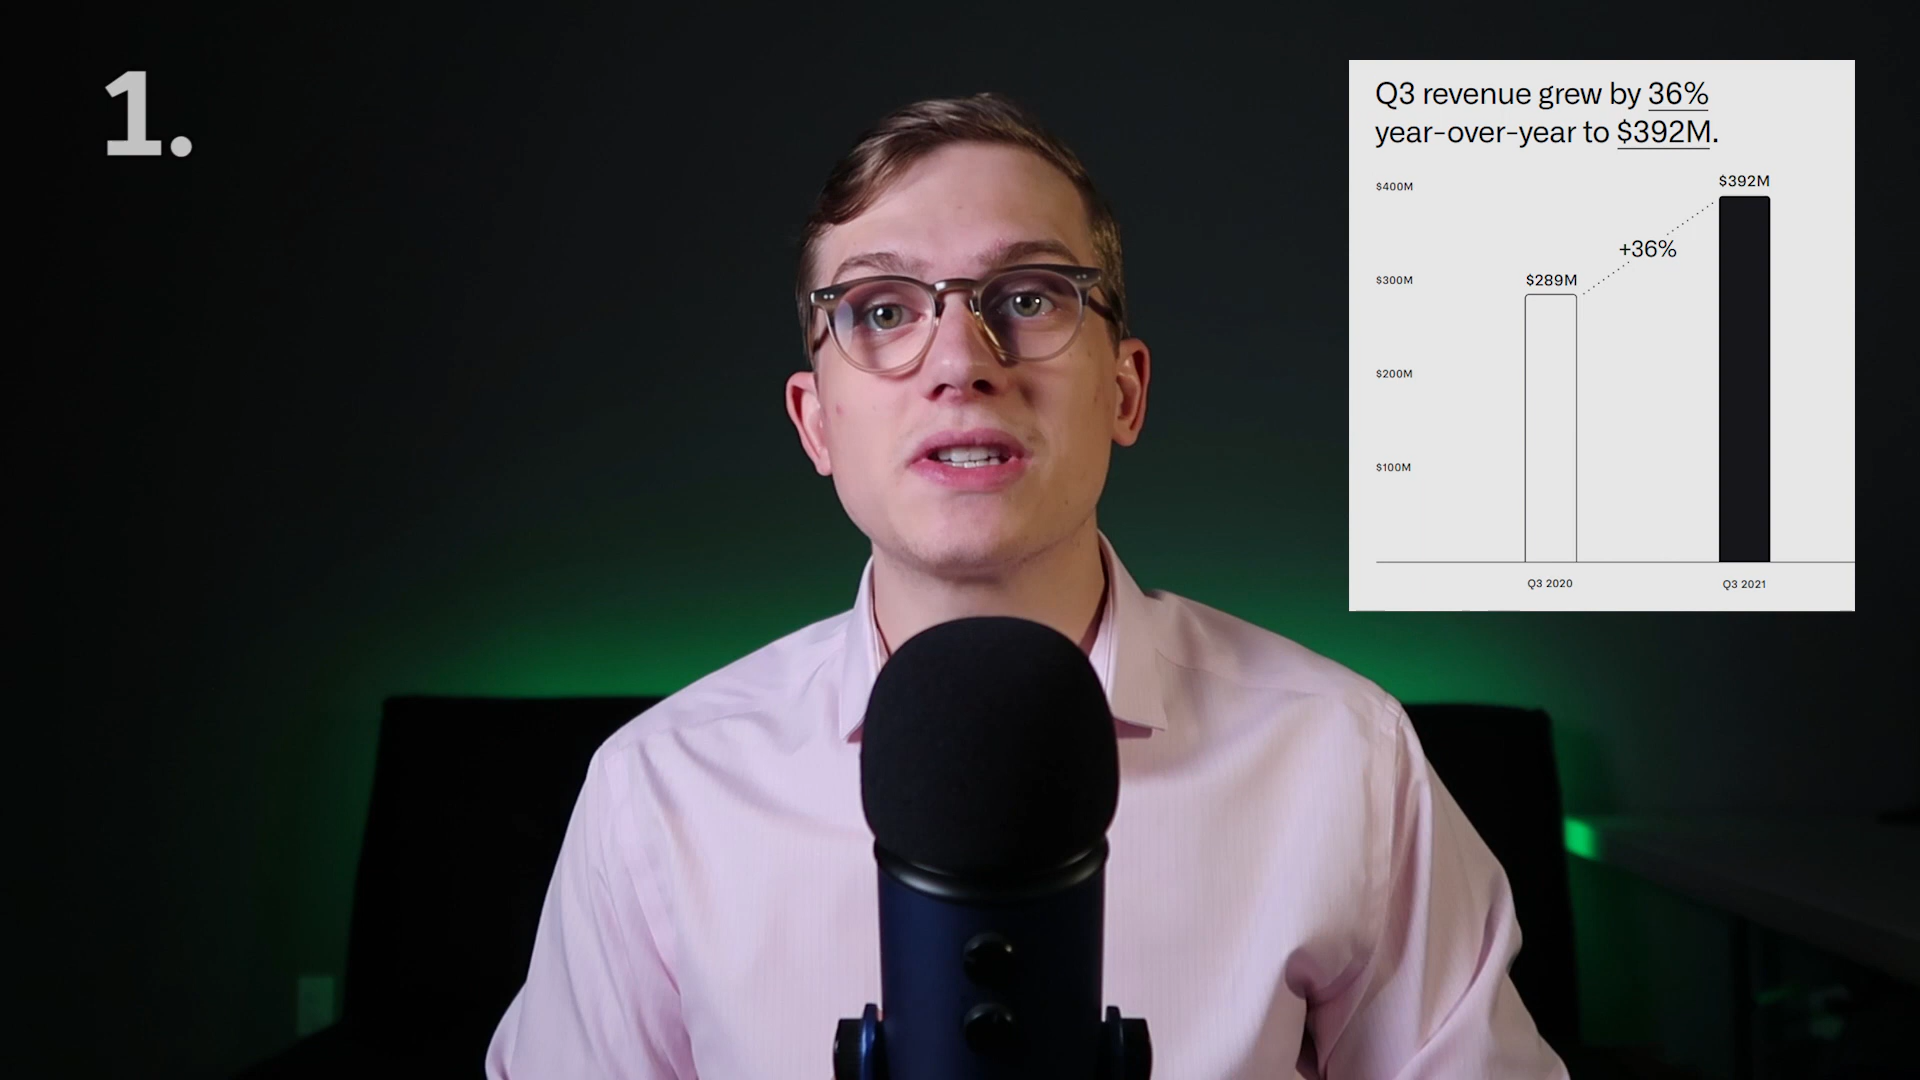 1.
Q3 revenue grew by 36%
year-over-year to $392M.
$400M
$392M
+36%
$300M
$289M
$200M
$100M
Q3 2020
Q3 2021